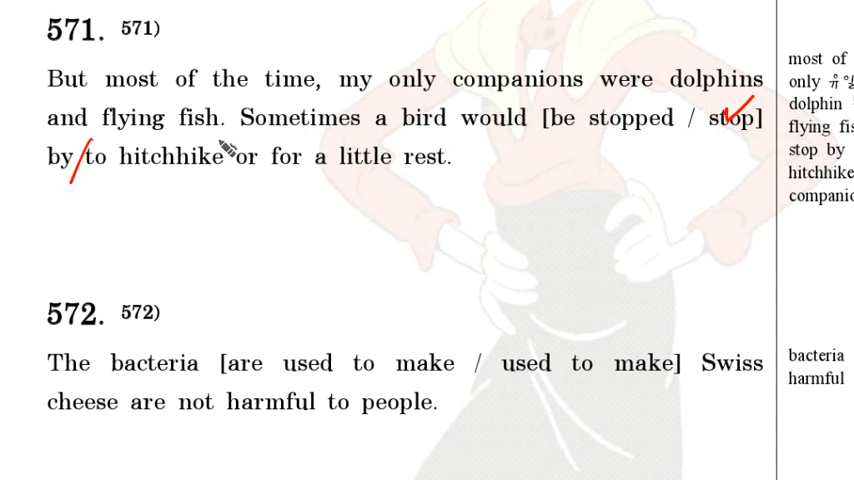 571. 571)
But most of the time, my only companions were dolphins
and flying fish. Sometimes a bird would [be stopped / stop]
by to hitchhike or for a little rest.
572. 572)
The bacteria [are used to make / used to make] Swiss
cheese are not harmful to people.
most of
only
dolphin
flying
stop by
hitchhike
bacteria
harmful